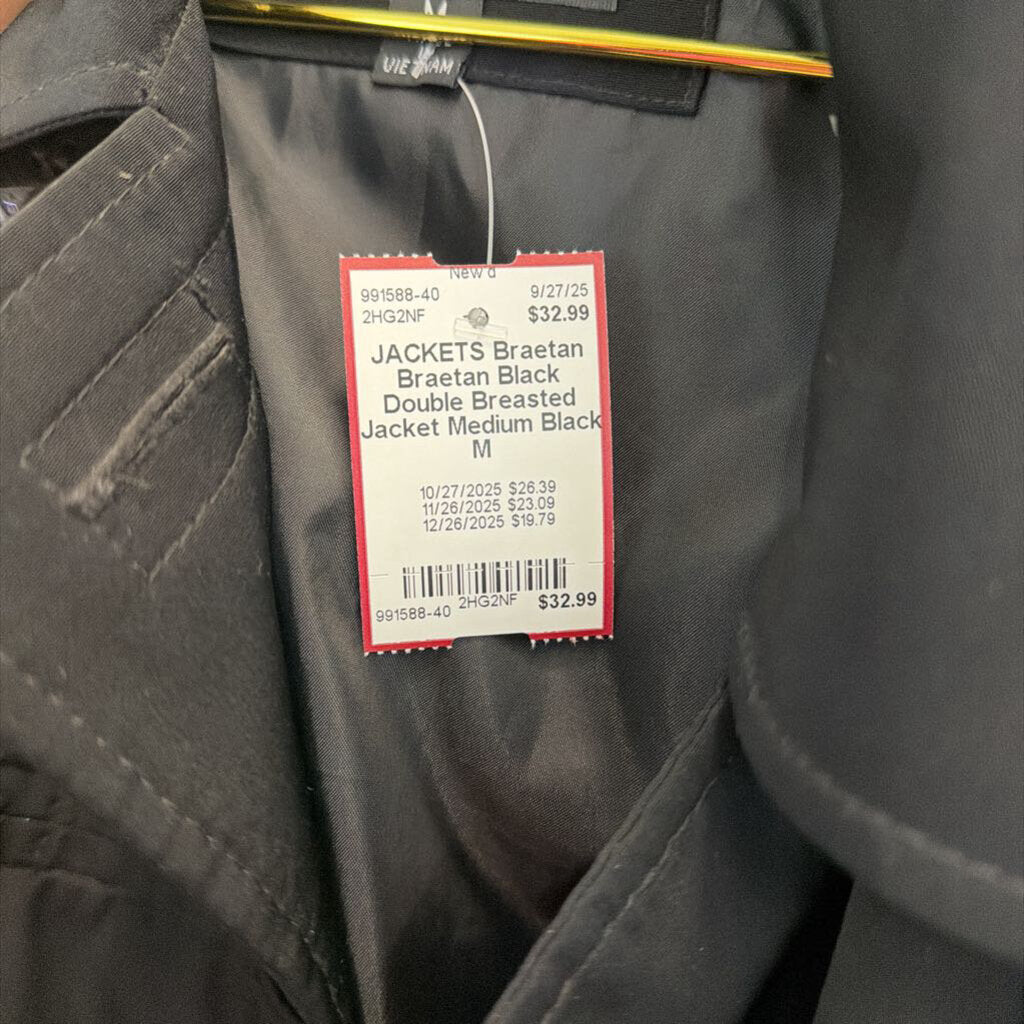 M
VIETNAM
New d
991588-40
9/27/25
2HG2NF
$32.99
JACKETS Braetan
Braetan Black
Double Breasted
Jacket Medium Black
M
10/27/2025 $26.39
11/26/2025 $23.09
12/26/2025 $19.79
991588-40 2HG2NF $32.99